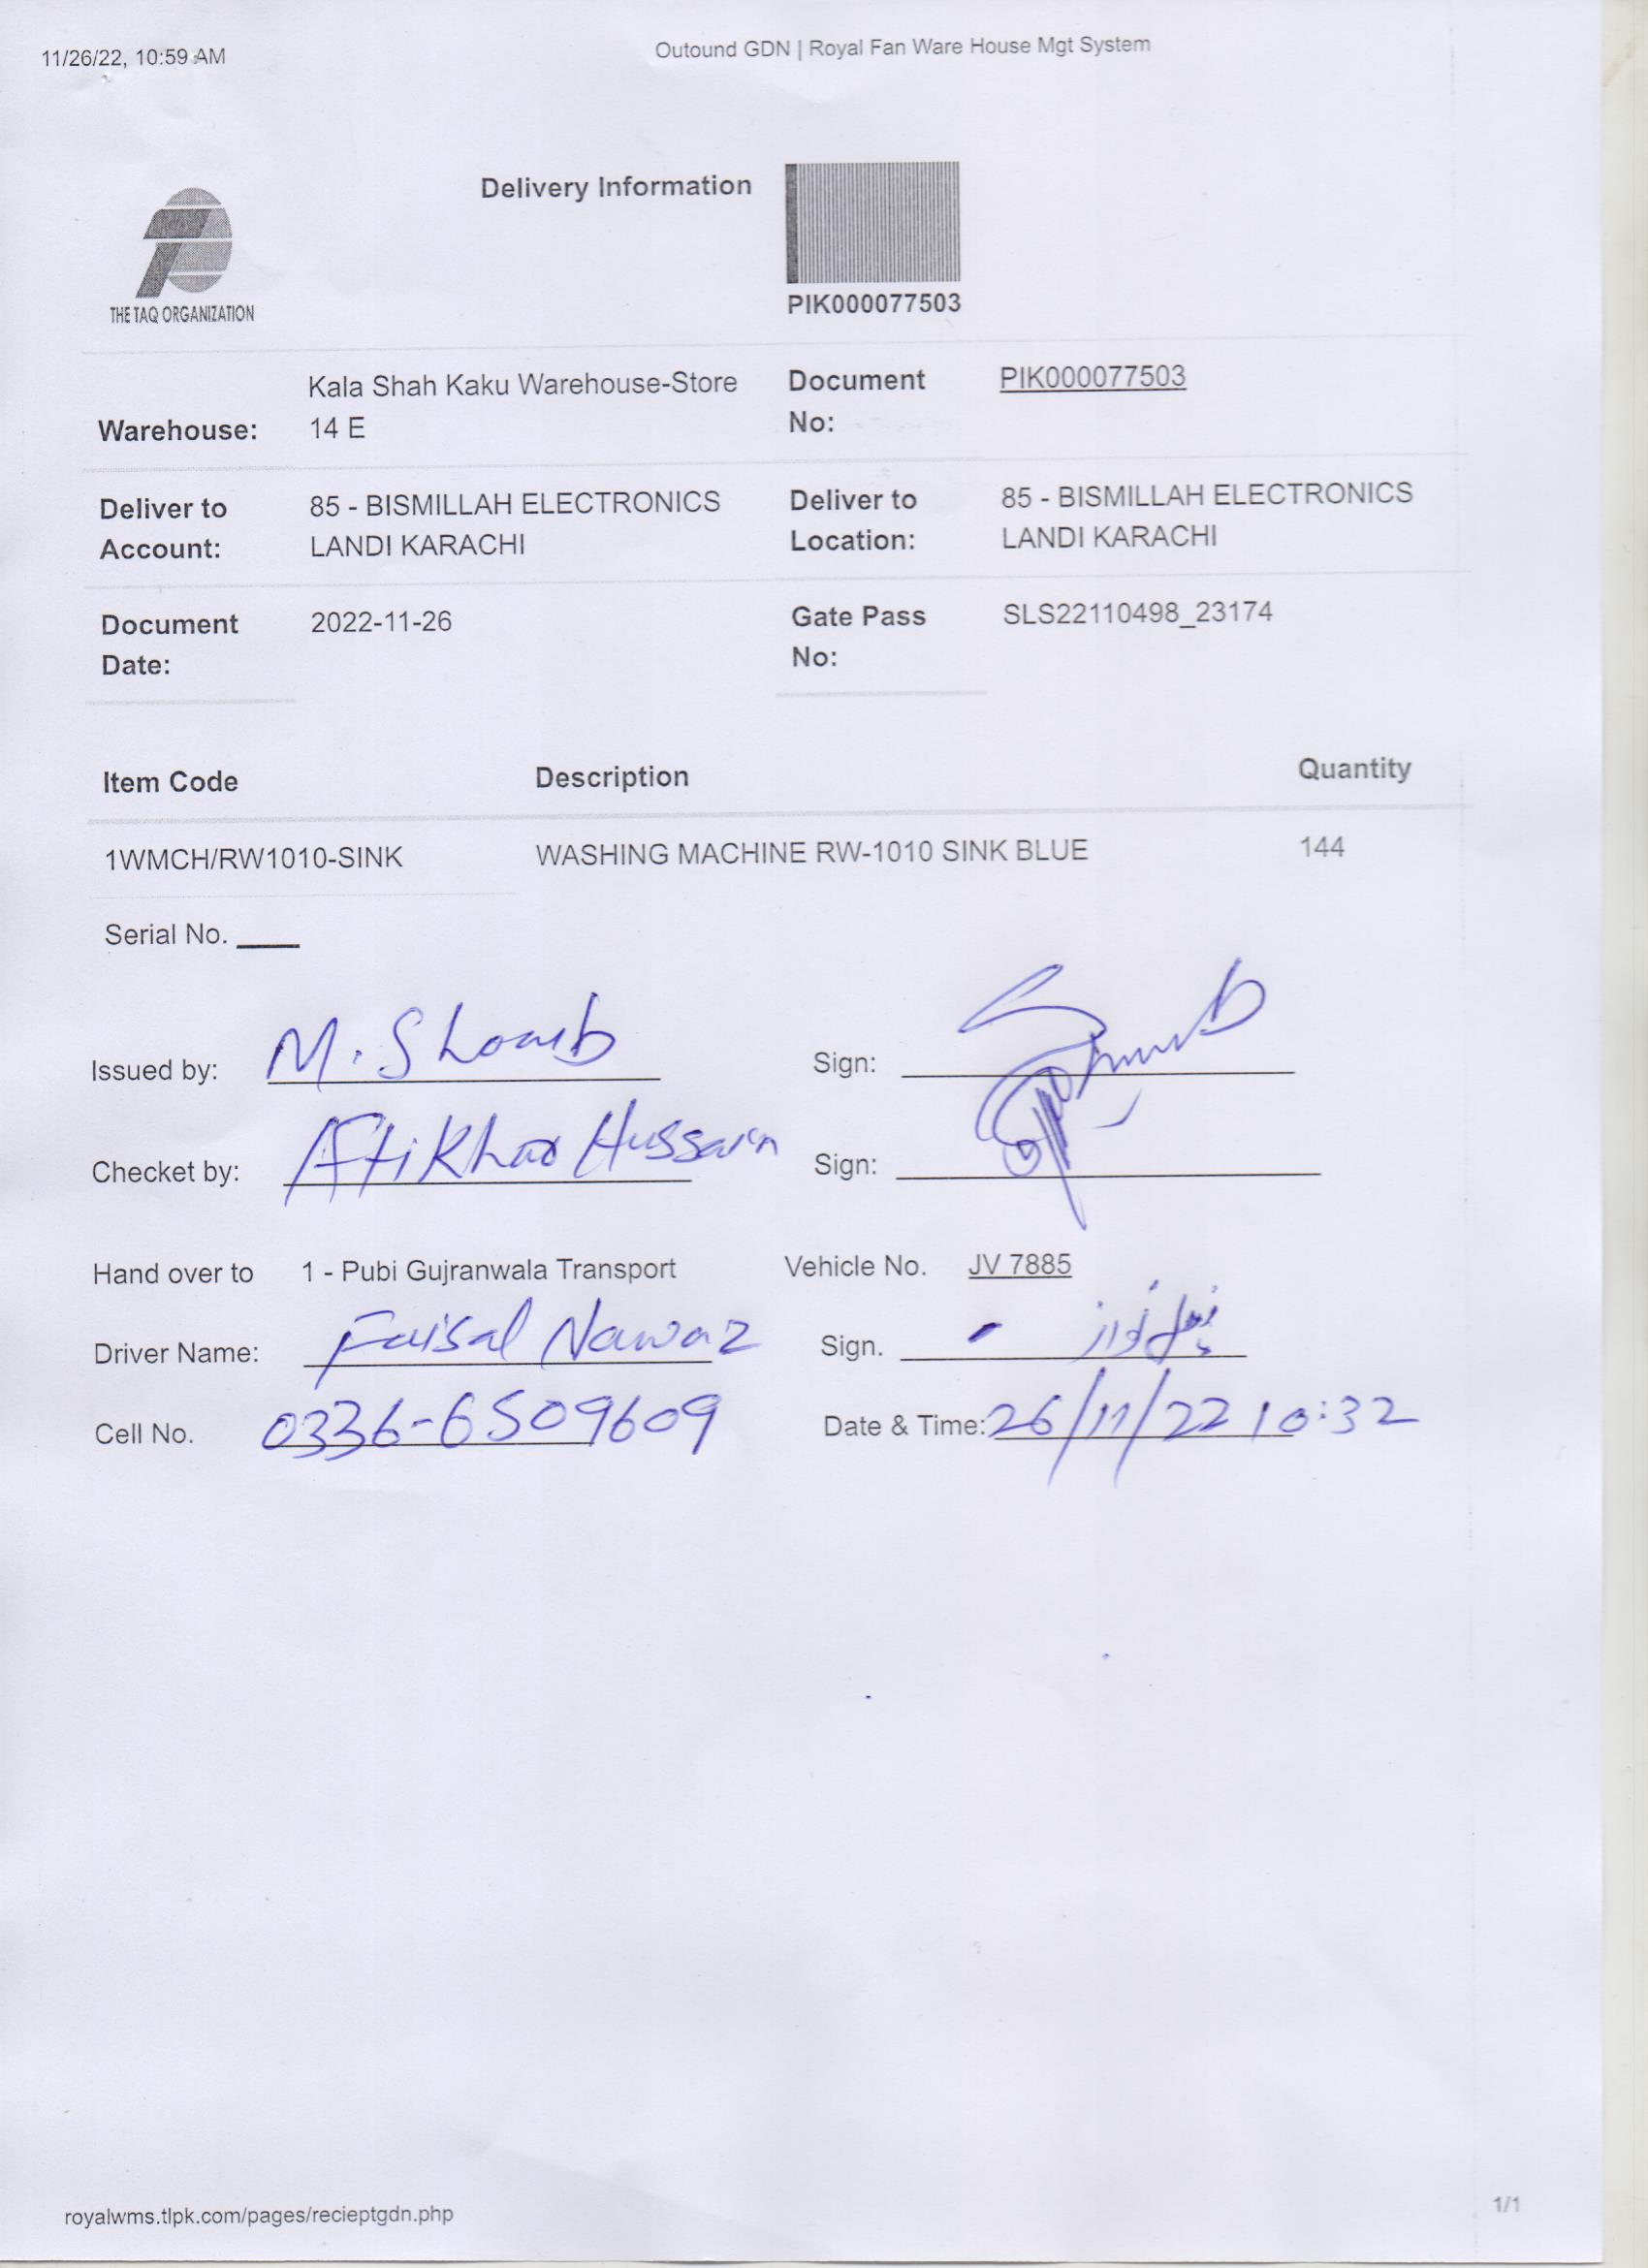 11/26/22, 10:59 AM
Outound GDN | Royal Fan Ware House Mgt System
THE TAQ ORGANIZATION
Delivery Information
PIK000077503
Warehouse: Kala Shah Kaku Warehouse-Store 14 E
Document No: PIK000077503
Deliver to Account: 85 - BISMILLAH ELECTRONICS LANDI KARACHI
Deliver to Location: 85 - BISMILLAH ELECTRONICS LANDI KARACHI
Document Date: 2022-11-26
Gate Pass No: SLS22110498_23174
Item Code Description Quantity
1WMCH/RW1010-SINK WASHING MACHINE RW-1010 SINK BLUE 144
Serial No.
Issued by: M. Shoaib Sign:
Checket by: Aftikhar Hussain Sign:
Hand over to 1 - Pubi Gujranwala Transport Vehicle No. JV 7885
Driver Name: Faisal Nawaz Sign. فیصل نواز
Cell No. 0336-6509609 Date & Time: 26/11/22 10:32
royalwms.tlpk.com/pages/recieptgdn.php
1/1